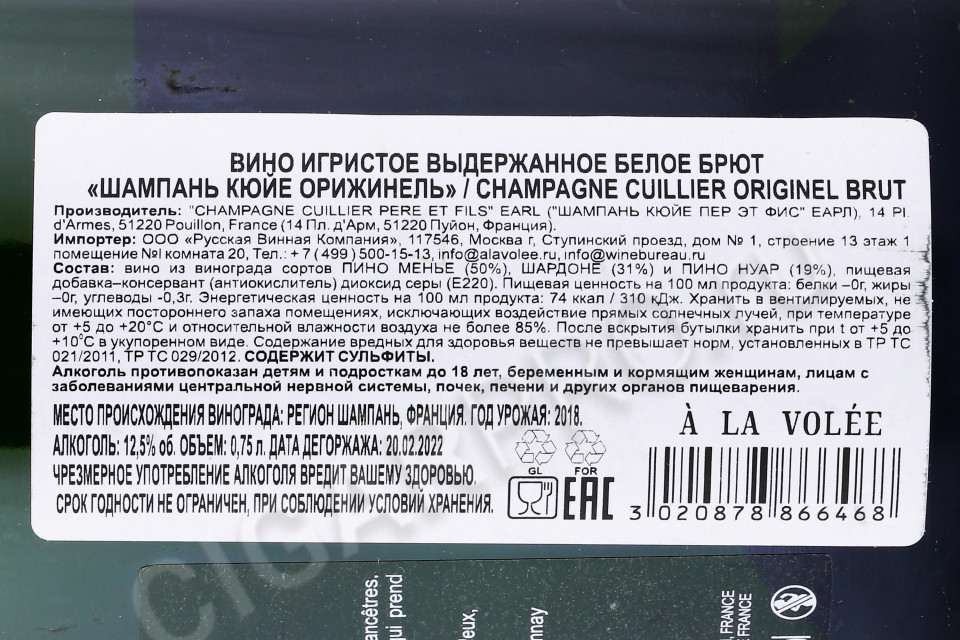 ВИНО ИГРИСТОЕ ВЫДЕРЖАННОЕ БЕЛОЕ БРЮТ
«ШАМПАНЬ КЮЙЕ ОРИЖИНЕЛЬ» / CHAMPAGNE CUILLIER ORIGINEL BRUT
Производитель: "CHAMPAGNE CUILLIER PERE ET FILS" EARL ("ШАМПАНЬ КЮЙЕ ПЕР ЭТ ФИС" ЕАРЛ), 14 Pl.
d'Armes, 51220 Pouillon, France (14 Пл. д'Арм, 51220 Пуйон, Франция).
Импортер: ООО «Русская Винная Компания», 117546, Москва г, Ступинский проезд, дом № 1, строение 13 этаж 1
помещение №I комната 20, Тел.: + 7 (499) 500-15-13, info@alavolee.ru, info@winebureau.ru
Состав: вино из винограда сортов ПИНО МЕНЬЕ (50%), ШАРДОНЕ (31%) и ПИНО НУАР (19%), пищевая
добавка–консервант (антиокислитель) диоксид серы (E220). Пищевая ценность на 100 мл продукта: белки –0г, жиры
–0г, углеводы -0,3г. Энергетическая ценность на 100 мл продукта: 74 ккал / 310 кДж. Хранить в вентилируемых, не
имеющих постороннего запаха помещениях, исключающих воздействие прямых солнечных лучей, при температуре
от +5 до +20°C и относительной влажности воздуха не более 85%. После вскрытия бутылки хранить при t от +5 до
+10°C в укупоренном виде. Содержание вредных для здоровья веществ не превышает норм, установленных в ТР ТС
021/2011, ТР ТС 029/2012. СОДЕРЖИТ СУЛЬФИТЫ.
Алкоголь противопоказан детям и подросткам до 18 лет, беременным и кормящим женщинам, лицам с
заболеваниями центральной нервной системы, почек, печени и других органов пищеварения.
МЕСТО ПРОИСХОЖДЕНИЯ ВИНОГРАДА: РЕГИОН ШАМПАНЬ, ФРАНЦИЯ. ГОД УРОЖАЯ: 2018.
АЛКОГОЛЬ: 12,5% об. ОБЪЕМ: 0,75 л. ДАТА ДЕГОРЖАЖА: 20.02.2022
ЧРЕЗМЕРНОЕ УПОТРЕБЛЕНИЕ АЛКОГОЛЯ ВРЕДИТ ВАШЕМУ ЗДОРОВЬЮ.
СРОК ГОДНОСТИ НЕ ОГРАНИЧЕН, ПРИ СОБЛЮДЕНИИ УСЛОВИЙ ХРАНЕНИЯ.
À LA VOLÉE
GL FOR
EAC
3 020878 866468
ancêtres.
qui prend
eux,
nnay
FRANCE
FRANCE